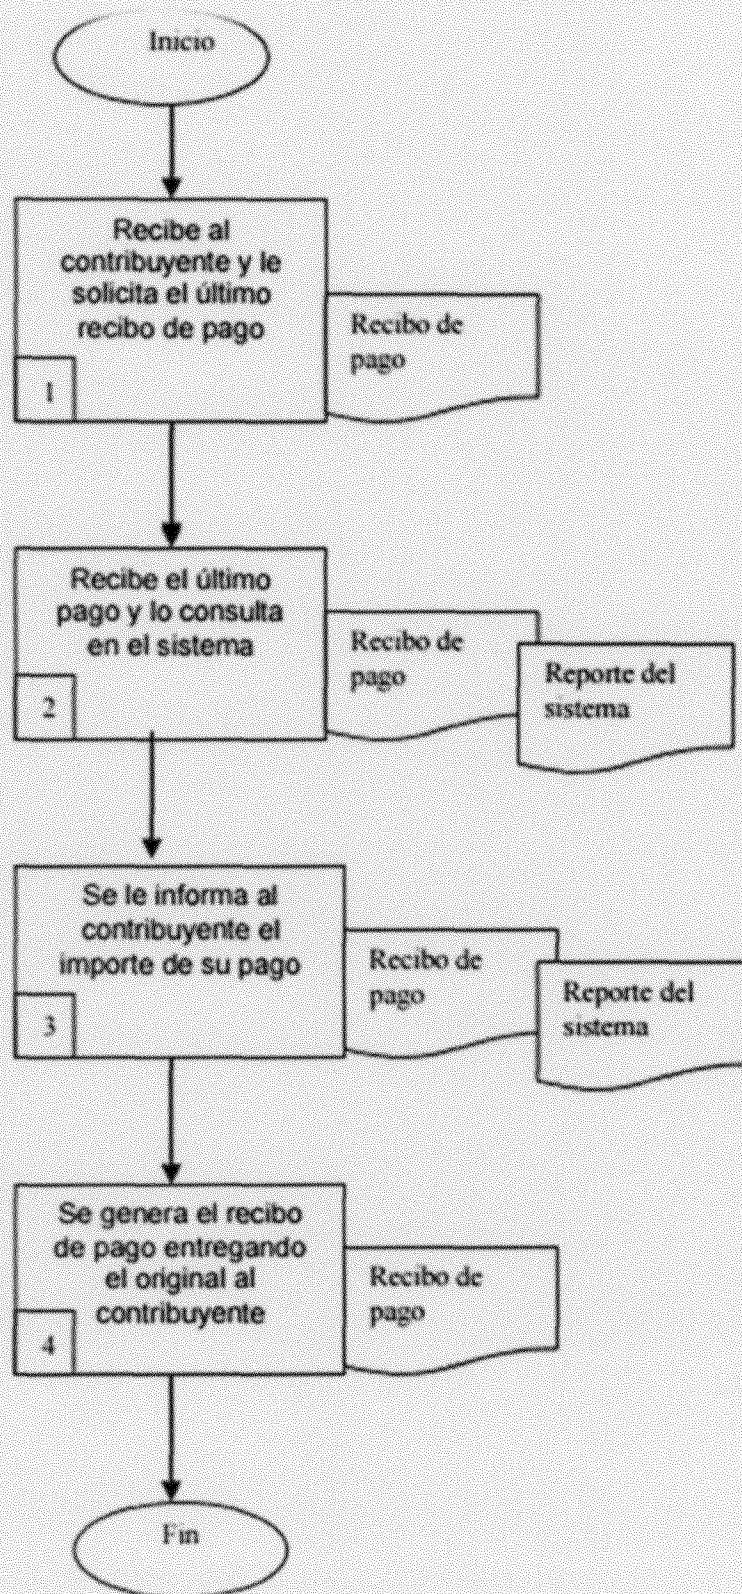 Inicio
Recibe al
contribuyente y le
solicita el último
recibo de pago
1
Recibo de
pago
Recibe el último
pago y lo consulta
en el sistema
2
Recibo de
pago
Reporte del
sistema
Se le informa al
contribuyente el
importe de su pago
3
Recibo de
pago
Reporte del
sistema
Se genera el recibo
de pago entregando
el original al
contribuyente
4
Recibo de
pago
Fin